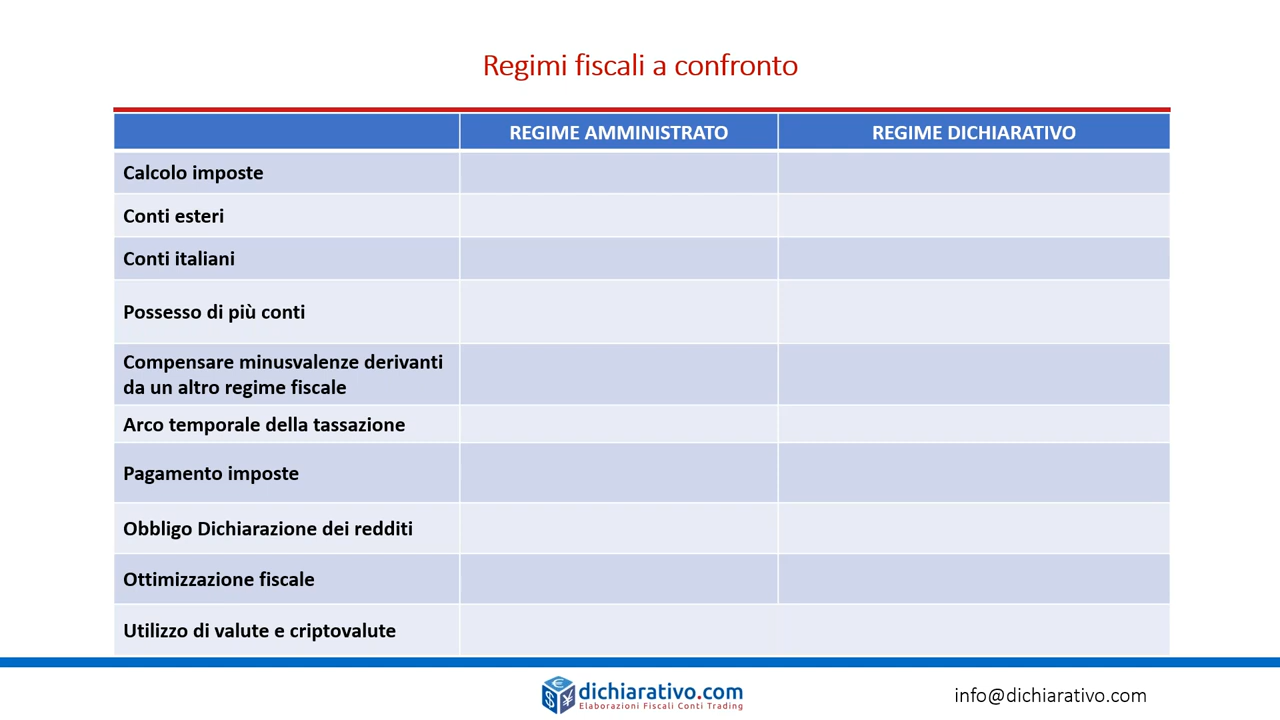 Regimi fiscali a confronto
REGIME AMMINISTRATO
REGIME DICHIARATIVO
Calcolo imposte
Conti esteri
Conti italiani
Possesso di più conti
Compensare minusvalenze derivanti
da un altro regime fiscale
Arco temporale della tassazione
Pagamento imposte
Obbligo Dichiarazione dei redditi
Ottimizzazione fiscale
Utilizzo di valute e criptovalute
€ $ ¥
dichiarativo.com
Elaborazioni Fiscali Conti Trading
info@dichiarativo.com